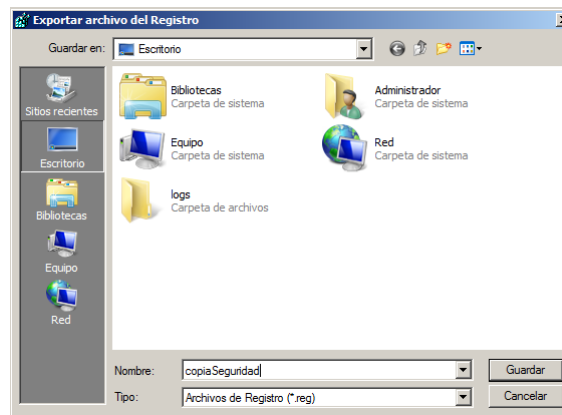 Exportar archivo del Registro
Guardar en:
Escritorio
Sitios recientes
Escritorio
Bibliotecas
Equipo
Red
Bibliotecas
Carpeta de sistema
Administrador
Carpeta de sistema
Equipo
Carpeta de sistema
Red
Carpeta de sistema
logs
Carpeta de archivos
Nombre:
copiaSeguridad
Guardar
Tipo:
Archivos de Registro (*.reg)
Cancelar